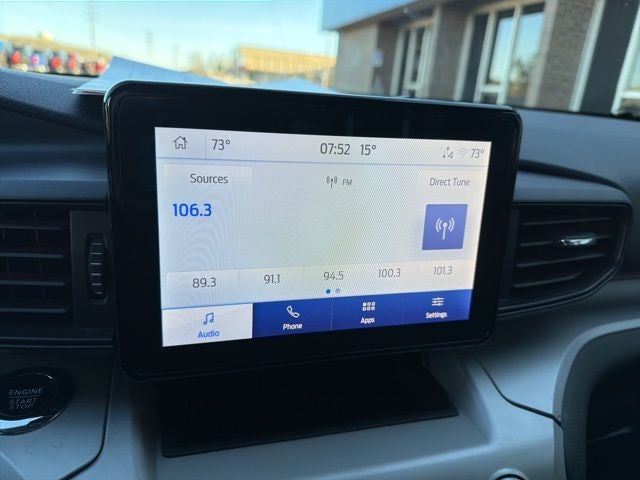 73° 07:52 15° 73°
Sources FM Direct Tune
106.3
89.3 91.1 94.5 100.3 101.3
Audio Phone Apps Settings
ENGINE
START
STOP